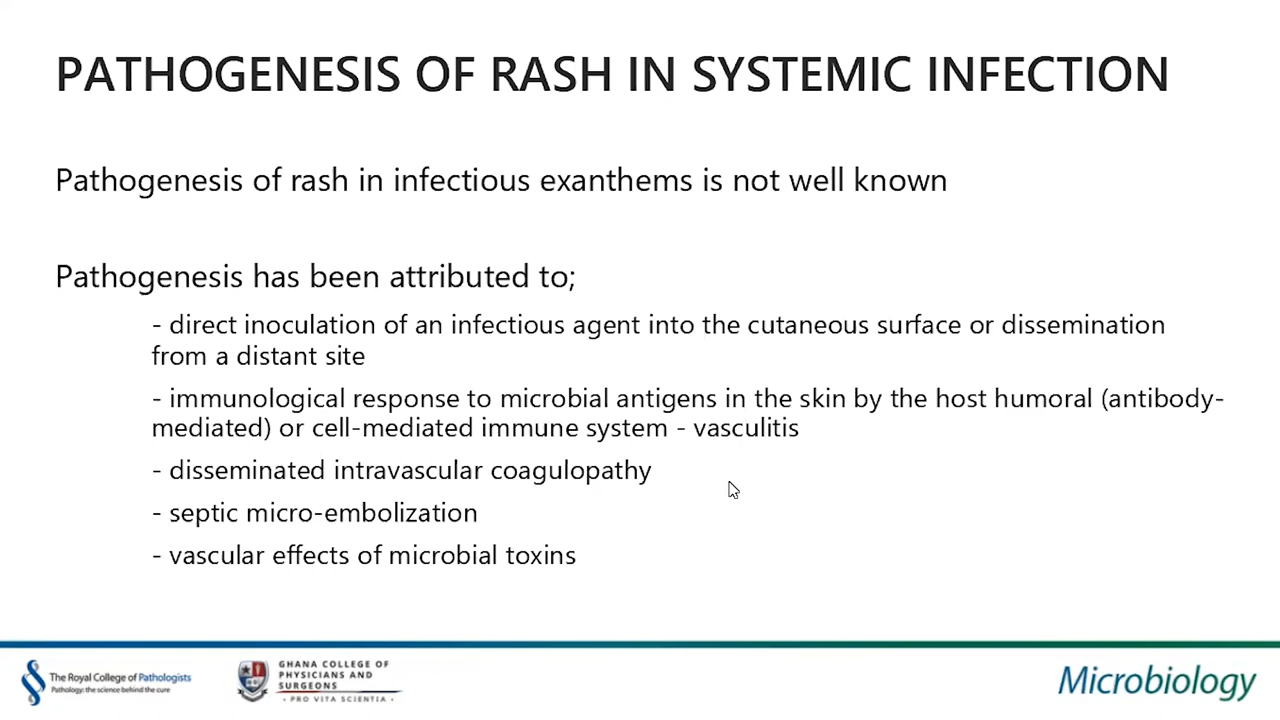 PATHOGENESIS OF RASH IN SYSTEMIC INFECTION
Pathogenesis of rash in infectious exanthems is not well known
Pathogenesis has been attributed to;
- direct inoculation of an infectious agent into the cutaneous surface or dissemination
from a distant site
- immunological response to microbial antigens in the skin by the host humoral (antibody-
mediated) or cell-mediated immune system - vasculitis
- disseminated intravascular coagulopathy
- septic micro-embolization
- vascular effects of microbial toxins
The Royal College of Pathologists
Pathology: the science behind the cure
GHANA COLLEGE OF
PHYSICIANS AND
SURGEONS
· PRO VITA SCIENTIA ·
Microbiology